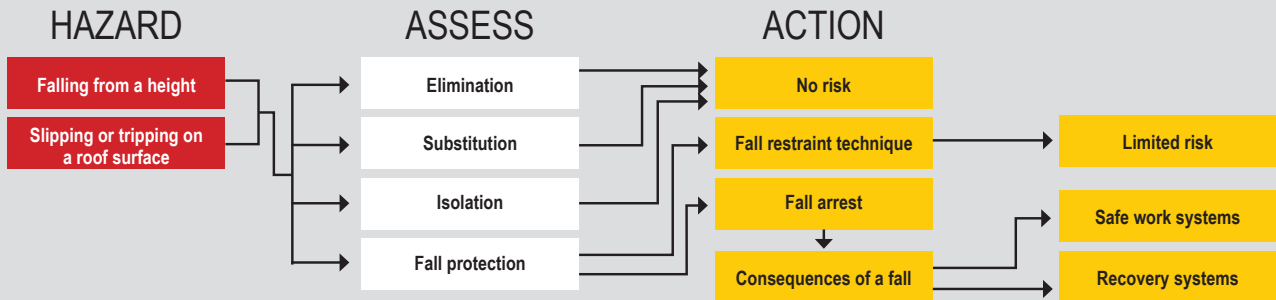 HAZARD
ASSESS
ACTION
Falling from a height
Elimination
No risk
Slipping or tripping on
a roof surface
Substitution
Fall restraint technique
Limited risk
Isolation
Fall arrest
Safe work systems
Fall protection
Consequences of a fall
Recovery systems